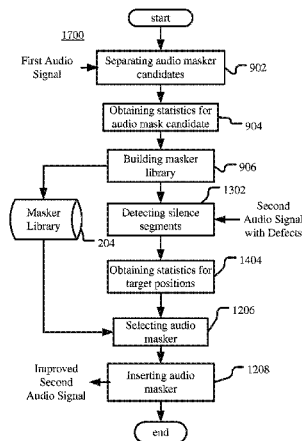 start
1700
First Audio
Signal
Separating audio masker
candidates
902
Obtaining statistics for
audio mask candidate
904
Building masker
library
906
1302
Masker
Library
204
Detecting silence
segments
Second
Audio Signal
with Defects
1404
Obtaining statistics for
target positions
1206
Selecting audio
masker
Improved
Second
Audio Signal
Inserting audio
masker
1208
end